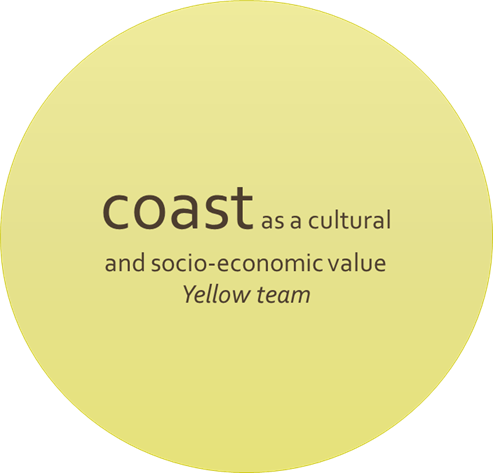 coast as a cultural
and socio-economic value
Yellow team